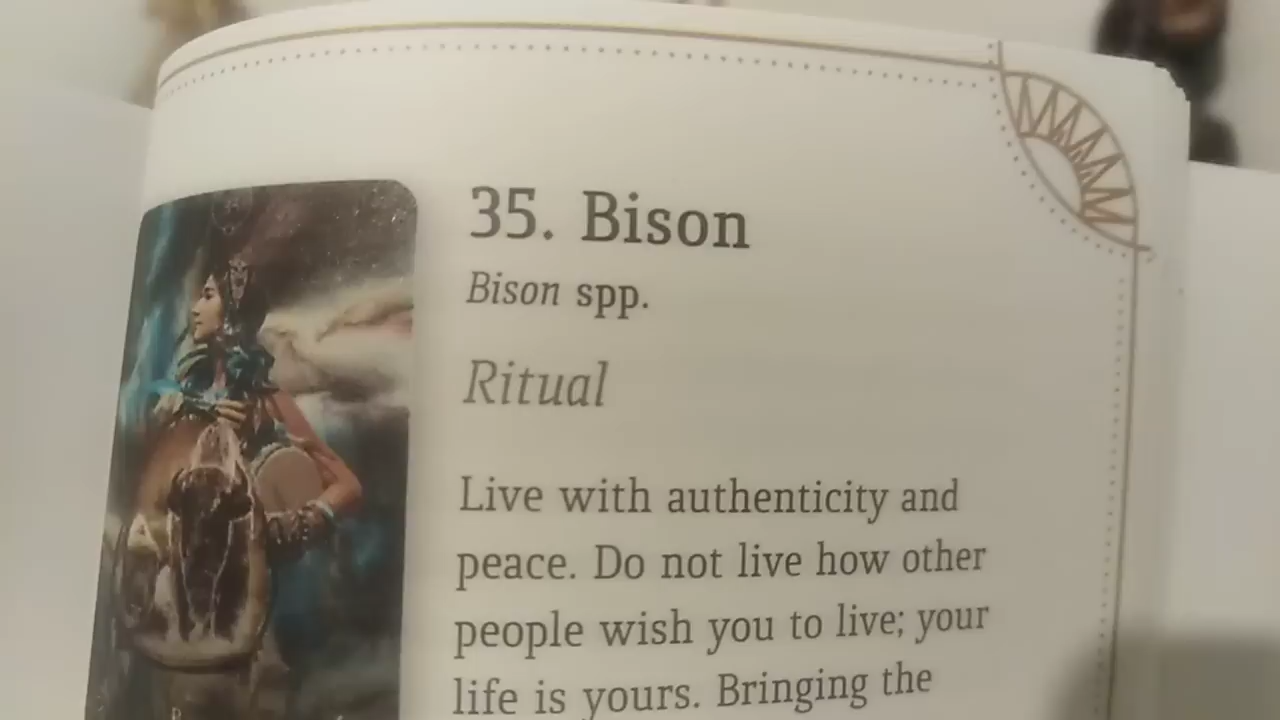 35. Bison
Bison spp.
Ritual
Live with authenticity and
peace. Do not live how other
people wish you to live; your
life is yours. Bringing the